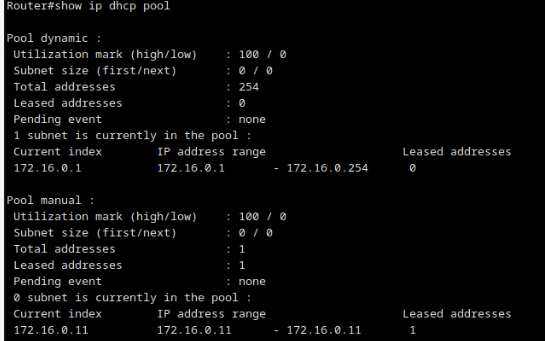 Router#show ip dhcp pool
Pool dynamic :
Utilization mark (high/low) : 100 / 0
Subnet size (first/next) : 0 / 0
Total addresses : 254
Leased addresses : 0
Pending event : none
1 subnet is currently in the pool :
Current index IP address range Leased addresses
172.16.0.1 172.16.0.1 - 172.16.0.254 0
Pool manual :
Utilization mark (high/low) : 100 / 0
Subnet size (first/next) : 0 / 0
Total addresses : 1
Leased addresses : 1
Pending event : none
0 subnet is currently in the pool :
Current index IP address range Leased addresses
172.16.0.11 172.16.0.11 - 172.16.0.11 1